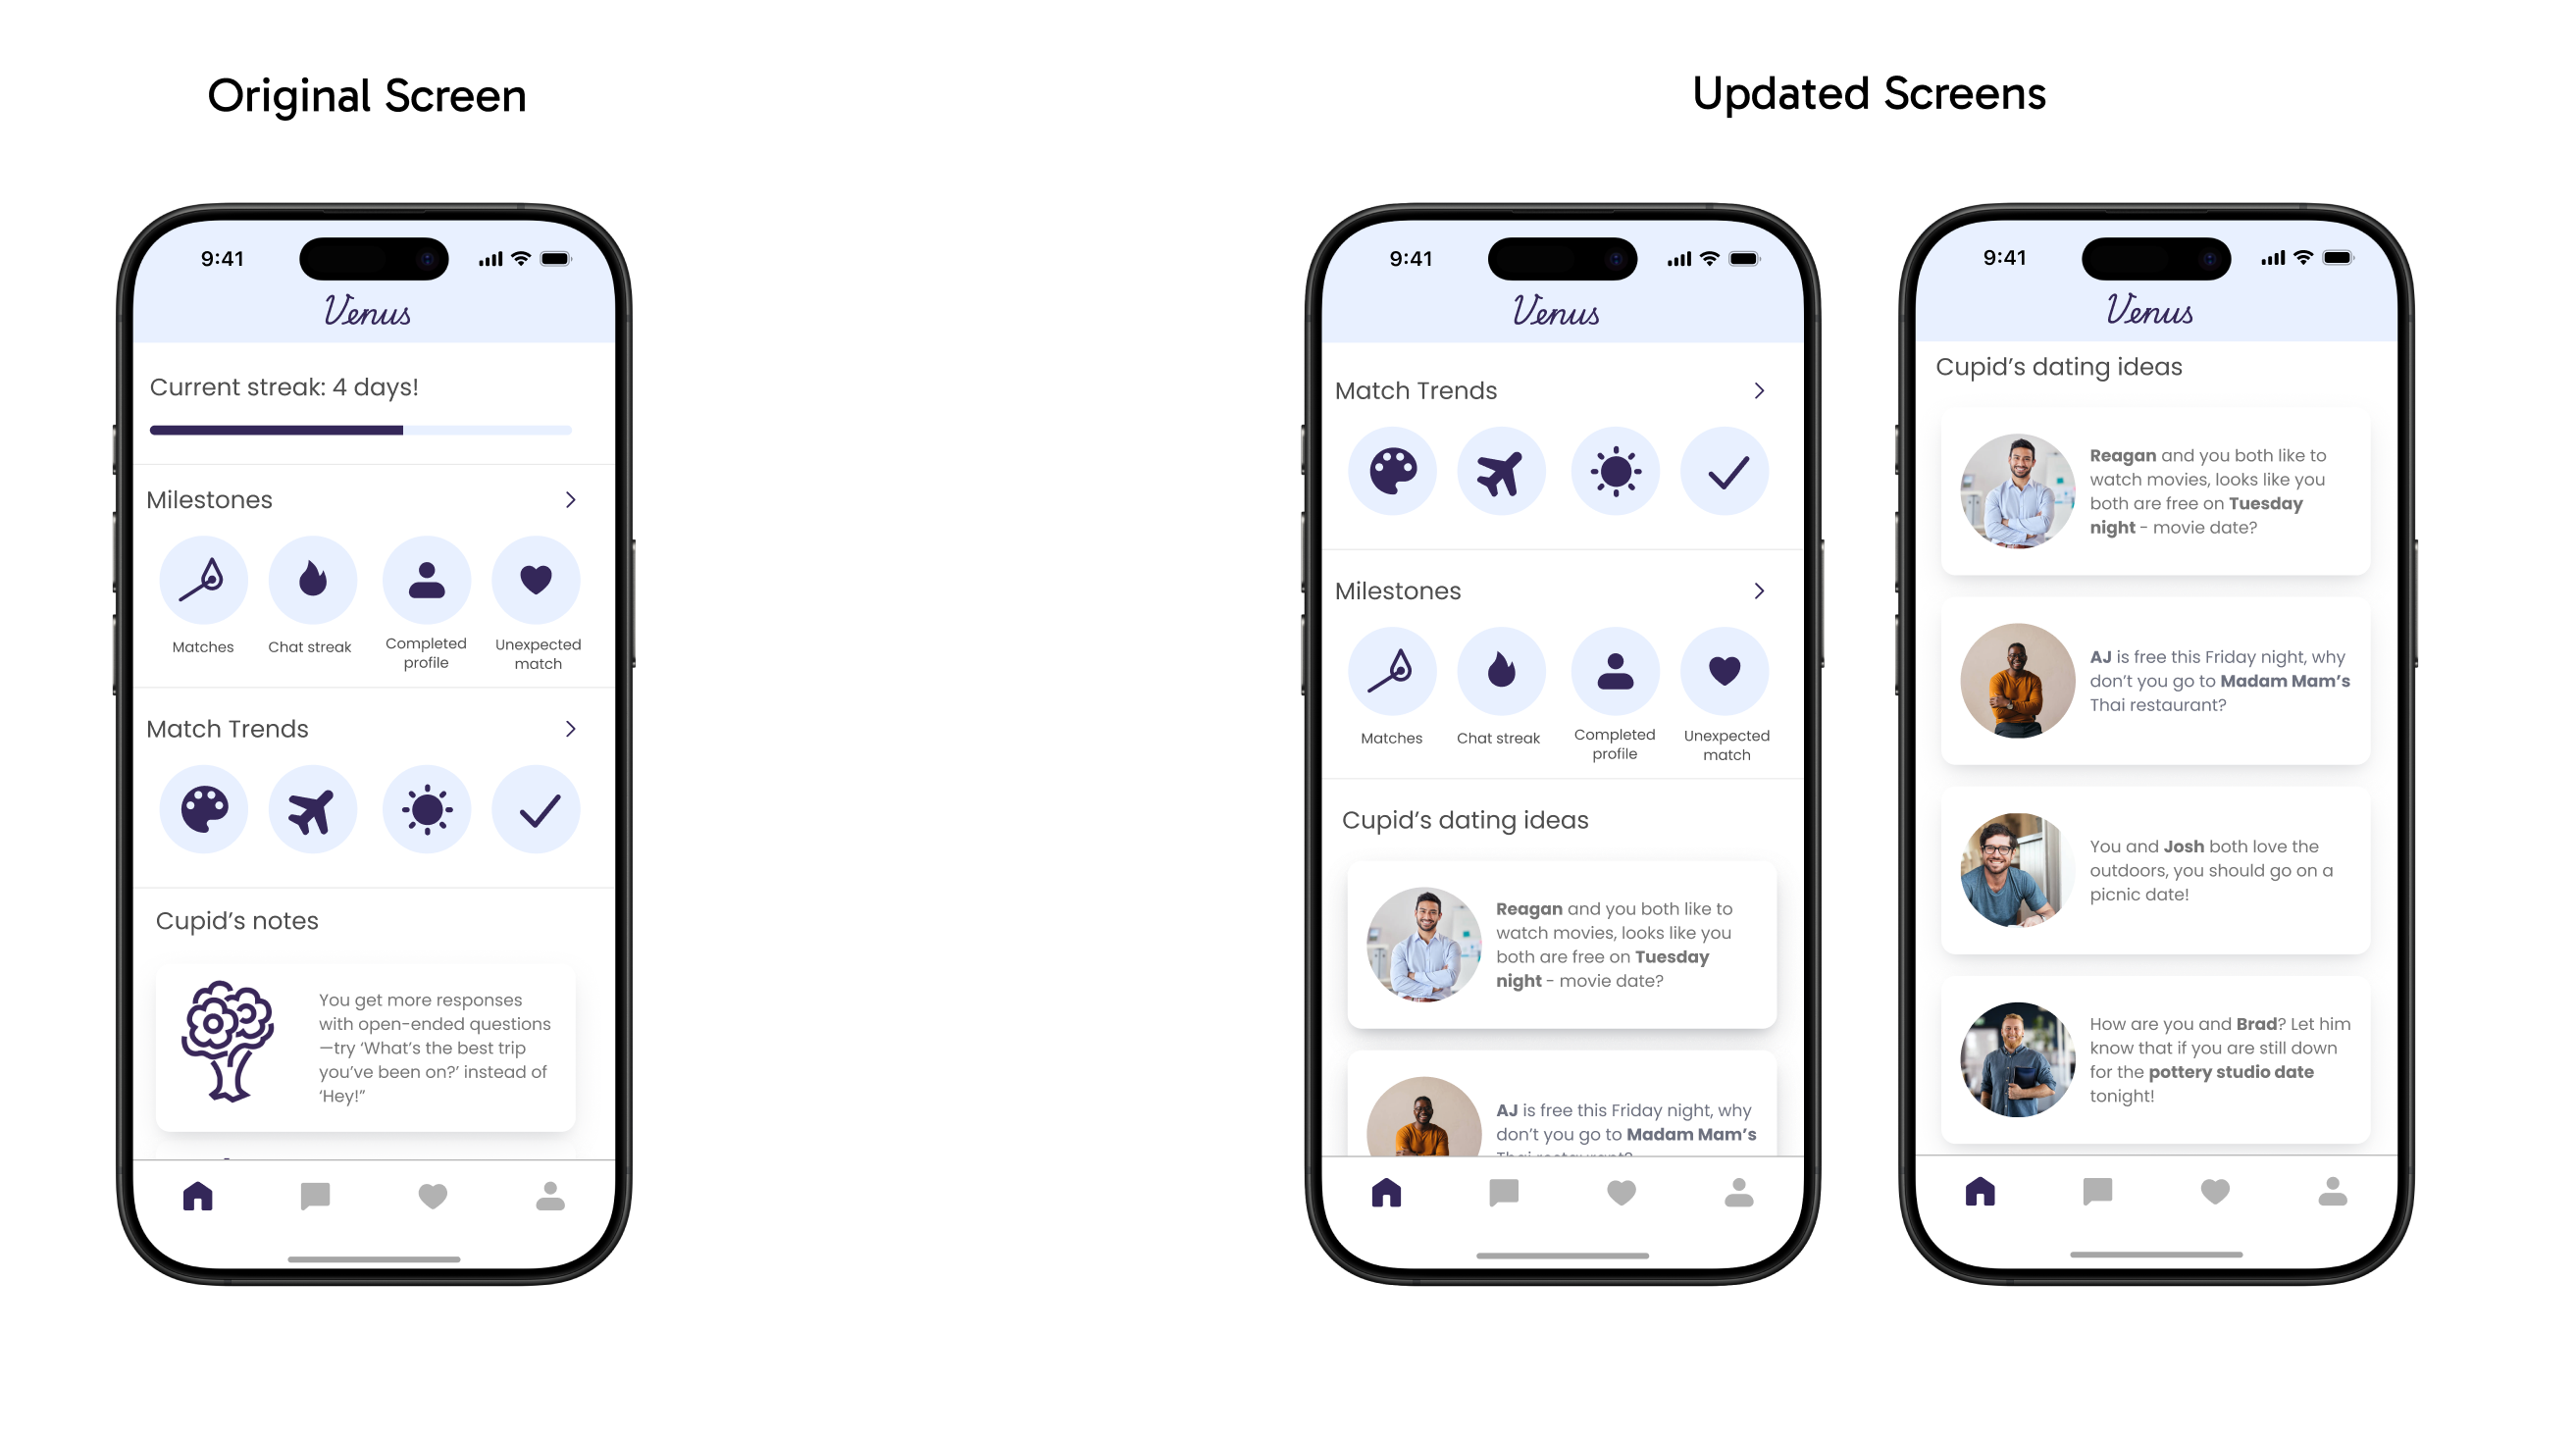 Original Screen
Updated Screens
9:41
Venus
Current streak: 4 days!
Milestones
Matches
Chat streak
Completed
profile
Unexpected
match
Match Trends
Cupid's notes
You get more responses
with open-ended questions
—try ‘What's the best trip
you've been on?' instead of
‘Hey!”
9:41
Venus
Match Trends
Milestones
Matches
Chat streak
Completed
profile
Unexpected
match
Cupid's dating ideas
Reagan and you both like to
watch movies, looks like you
both are free on Tuesday
night - movie date?
AJ is free this Friday night, why
don't you go to Madam Mam's
Thai restaurant?
9:41
Venus
Cupid's dating ideas
Reagan and you both like to
watch movies, looks like you
both are free on Tuesday
night - movie date?
AJ is free this Friday night, why
don't you go to Madam Mam's
Thai restaurant?
You and Josh both love the
outdoors, you should go on a
picnic date!
How are you and Brad? Let him
know that if you are still down
for the pottery studio date
tonight!